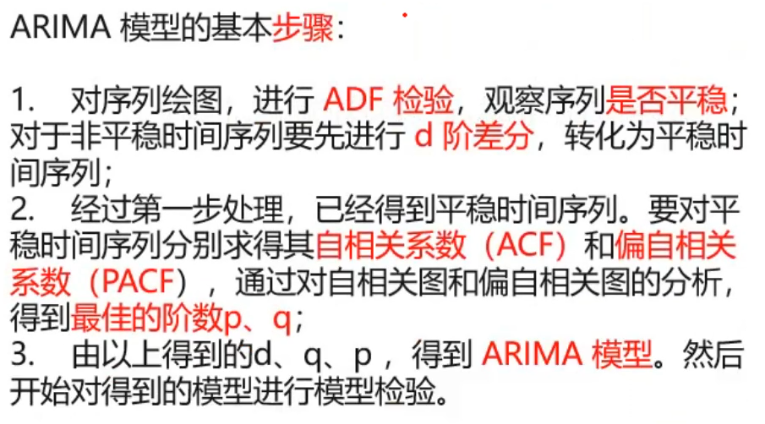 ARIMA 模型的基本步骤：
1. 对序列绘图，进行 ADF 检验，观察序列是否平稳；
对于非平稳时间序列要先进行 d 阶差分，转化为平稳时
间序列；
2. 经过第一步处理，已经得到平稳时间序列。要对平
稳时间序列分别求得其自相关系数（ACF）和偏自相关
系数（PACF），通过对自相关图和偏自相关图的分析，
得到最佳的阶数p、q；
3. 由以上得到的d、q、p ，得到 ARIMA 模型。然后
开始对得到的模型进行模型检验。